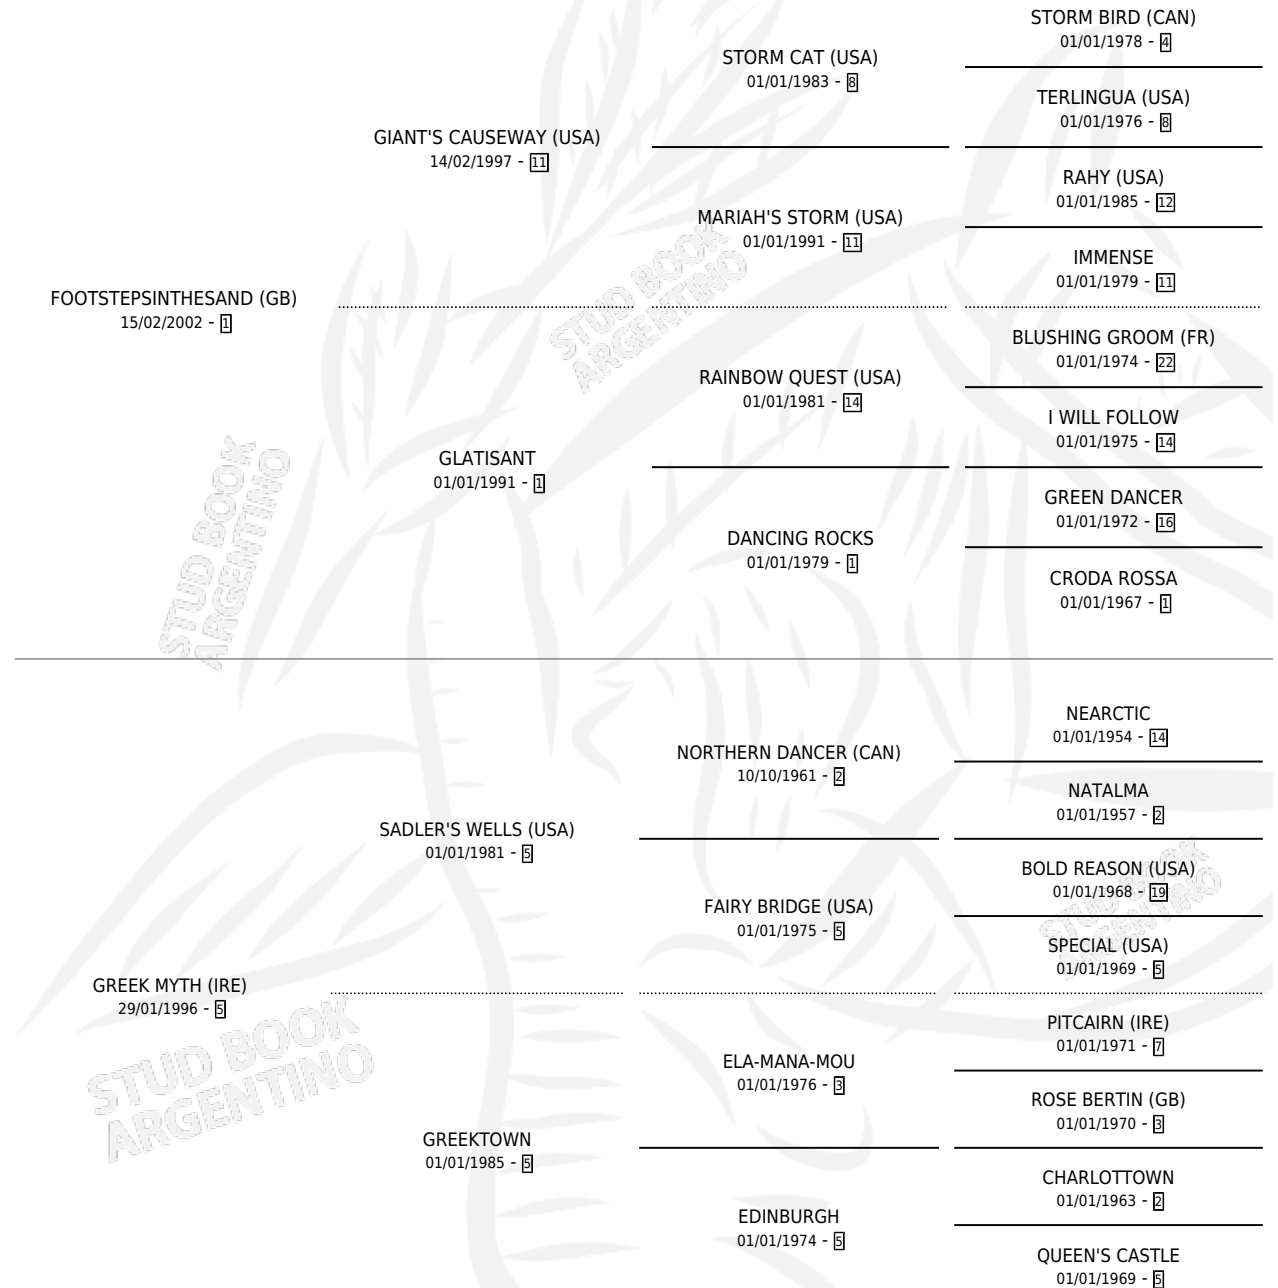 STORM BIRD (CAN)
01/01/1978 - 4
STORM CAT (USA)
01/01/1983 - 8
TERLINGUA (USA)
01/01/1976 - 8
GIANT'S CAUSEWAY (USA)
14/02/1997 - 11
RAHY (USA)
01/01/1985 - 12
MARIAH'S STORM (USA)
01/01/1991 - 11
IMMENSE
01/01/1979 - 11
FOOTSTEPSINTHESAND (GB)
15/02/2002 - 1
BLUSHING GROOM (FR)
01/01/1974 - 22
RAINBOW QUEST (USA)
01/01/1981 - 14
I WILL FOLLOW
01/01/1975 - 14
GLATISANT
01/01/1991 - 1
GREEN DANCER
01/01/1972 - 16
DANCING ROCKS
01/01/1979 - 1
CRODA ROSSA
01/01/1967 - 1
STUD BOOK
ARGENTINO
STUD BOOK
ARGENTINO
NEARCTIC
01/01/1954 - 14
NORTHERN DANCER (CAN)
10/10/1961 - 2
NATALMA
01/01/1957 - 2
SADLER'S WELLS (USA)
01/01/1981 - 5
BOLD REASON (USA)
01/01/1968 - 19
FAIRY BRIDGE (USA)
01/01/1975 - 5
SPECIAL (USA)
01/01/1969 - 5
GREEK MYTH (IRE)
29/01/1996 - 5
PITCAIRN (IRE)
01/01/1971 - 7
ELA-MANA-MOU
01/01/1976 - 3
ROSE BERTIN (GB)
01/01/1970 - 3
GREEKTOWN
01/01/1985 - 5
CHARLOTTOWN
01/01/1963 - 2
EDINBURGH
01/01/1974 - 5
QUEEN'S CASTLE
01/01/1969 - 5
STUD BOOK
ARGENTINO
STUD BOOK
ARGENTINO